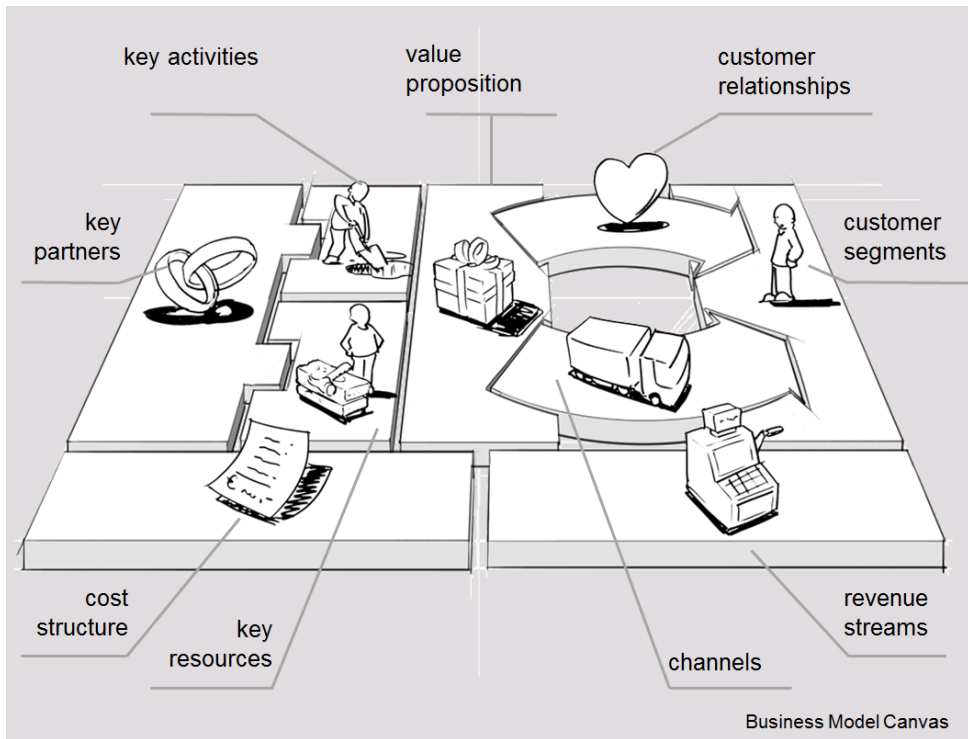 key activities
value
proposition
customer
relationships
key
partners
customer
segments
cost
structure
key
resources
channels
revenue
streams
Business Model Canvas